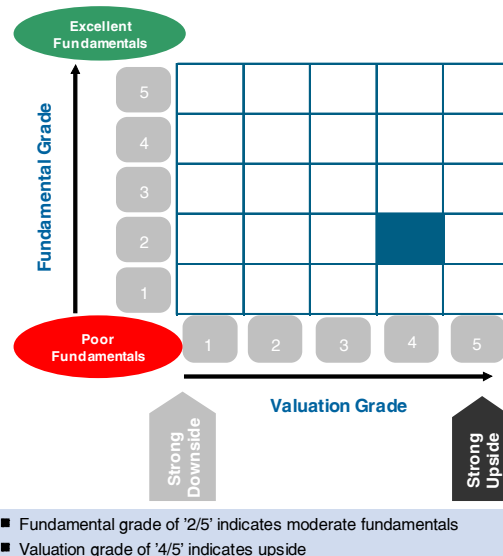 Excellent
Fundamentals
Fundamental Grade
5
4
3
2
1
Poor
Fundamentals
1
2
3
4
5
Valuation Grade
Strong
Downside
Strong
Upside
■ Fundamental grade of '2/5' indicates moderate fundamentals
■ Valuation grade of '4/5' indicates upside